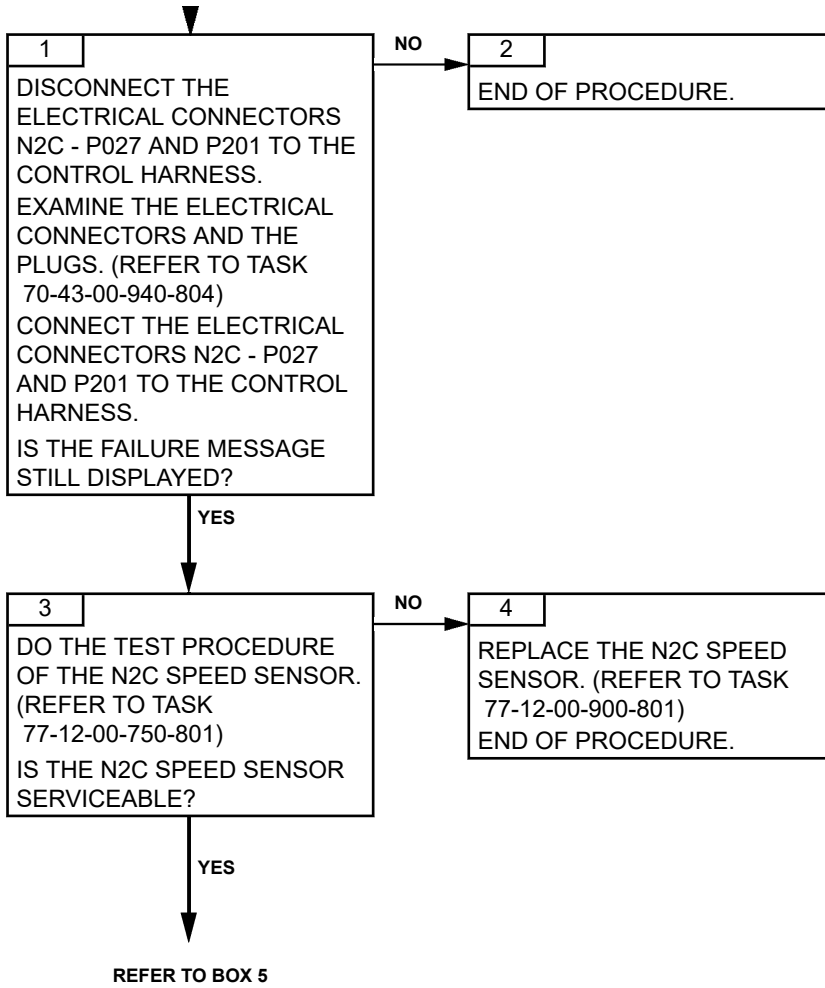 1
DISCONNECT THE
ELECTRICAL CONNECTORS
N2C - P027 AND P201 TO THE
CONTROL HARNESS.
EXAMINE THE ELECTRICAL
CONNECTORS AND THE
PLUGS. (REFER TO TASK
70-43-00-940-804)
CONNECT THE ELECTRICAL
CONNECTORS N2C - P027
AND P201 TO THE CONTROL
HARNESS.
IS THE FAILURE MESSAGE
STILL DISPLAYED?
NO
2
END OF PROCEDURE.
YES
3
DO THE TEST PROCEDURE
OF THE N2C SPEED SENSOR.
(REFER TO TASK
77-12-00-750-801)
IS THE N2C SPEED SENSOR
SERVICEABLE?
NO
4
REPLACE THE N2C SPEED
SENSOR. (REFER TO TASK
77-12-00-900-801)
END OF PROCEDURE.
YES
REFER TO BOX 5